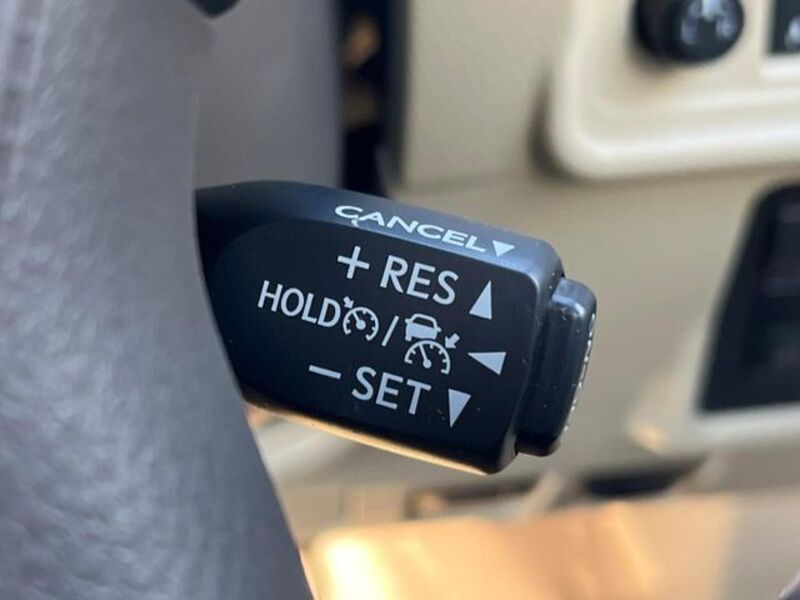 CANCEL▼
+ RES ▲
HOLD /
− SET ▼